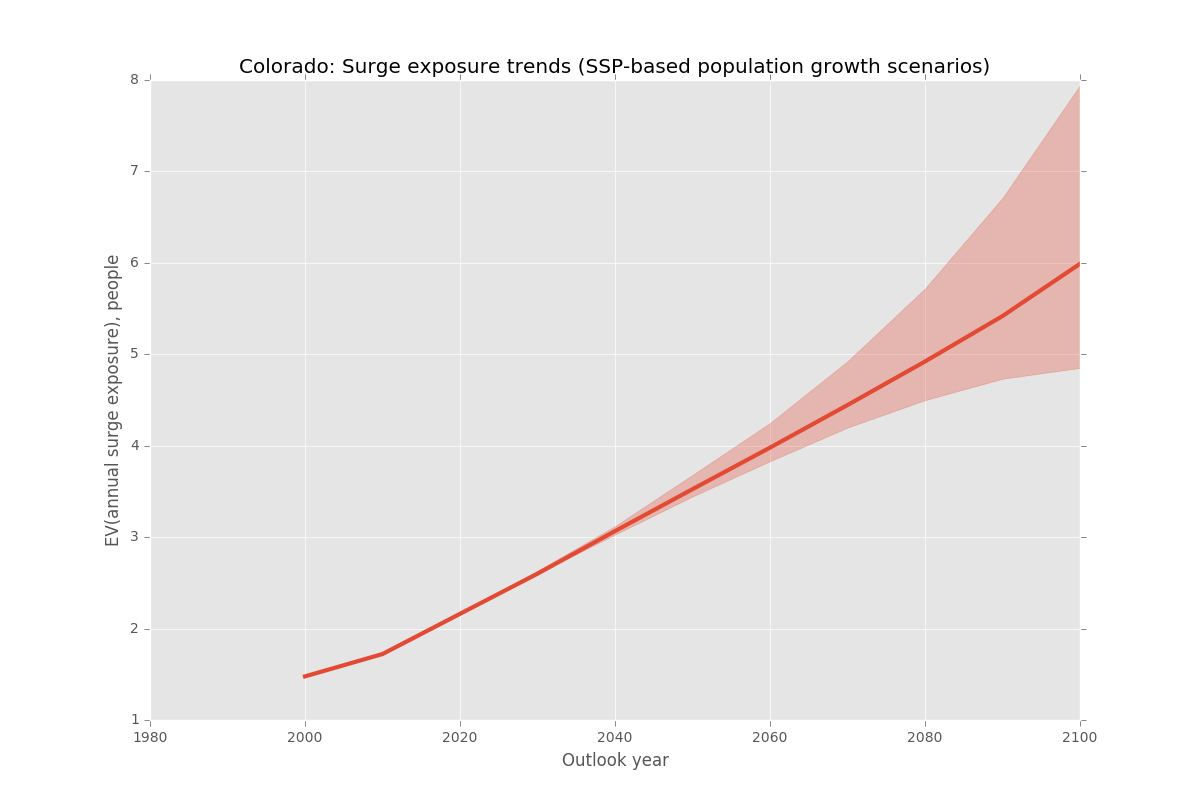 Colorado: Surge exposure trends (SSP-based population growth scenarios)
8
7
6
5
4
3
2
1
EV(annual surge exposure), people
1980 2000 2020 2040 2060 2080 2100
Outlook year